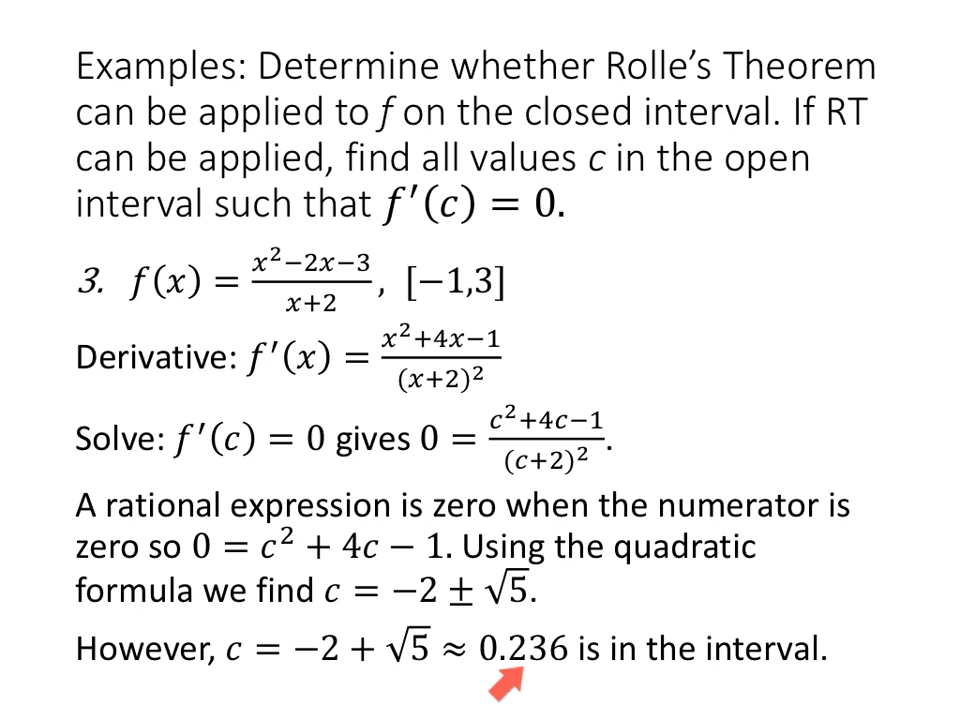 Examples: Determine whether Rolle’s Theorem
can be applied to f on the closed interval. If RT
can be applied, find all values c in the open
interval such that f′(c) = 0.
3. f(x) = (x²−2x−3)/(x+2), [−1,3]
Derivative: f′(x) = (x²+4x−1)/(x+2)²
Solve: f′(c) = 0 gives 0 = (c²+4c−1)/(c+2)².
A rational expression is zero when the numerator is
zero so 0 = c² + 4c − 1. Using the quadratic
formula we find c = −2 ± √5.
However, c = −2 + √5 ≈ 0.236 is in the interval.